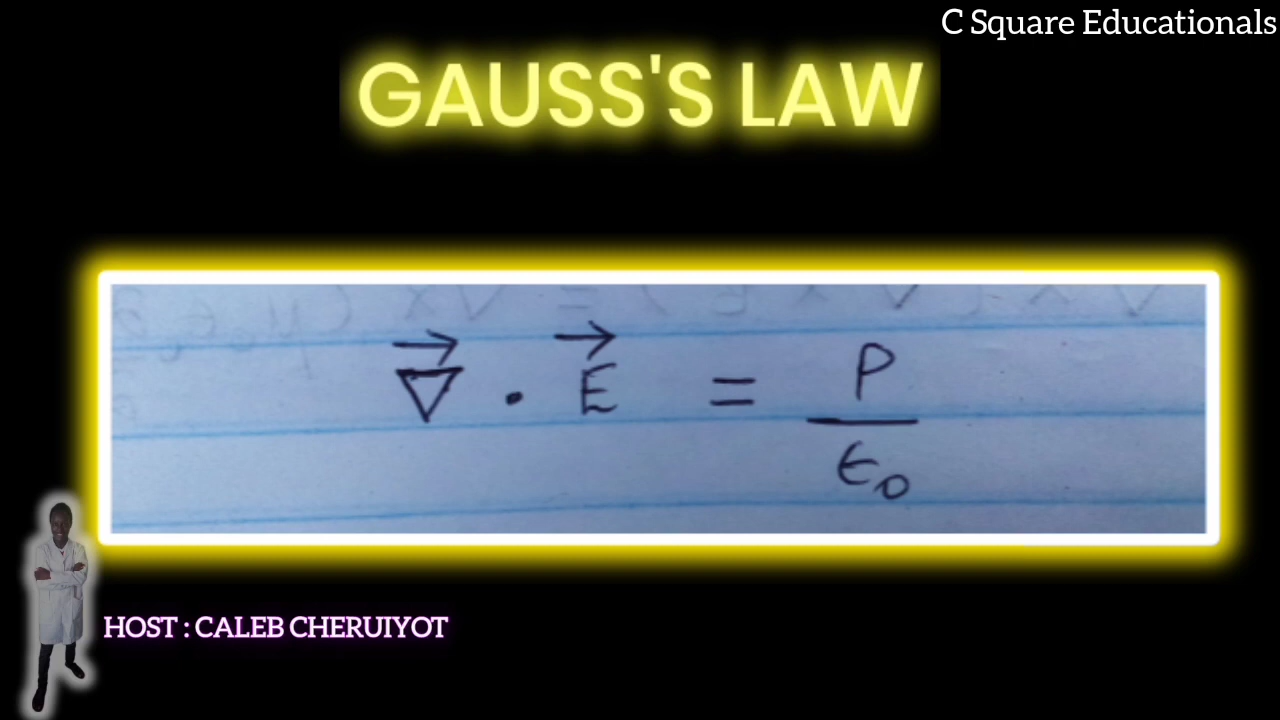 C Square Educationals
GAUSS'S LAW
∇⃗ · E⃗ = ρ/ϵ₀
HOST : CALEB CHERUIYOT